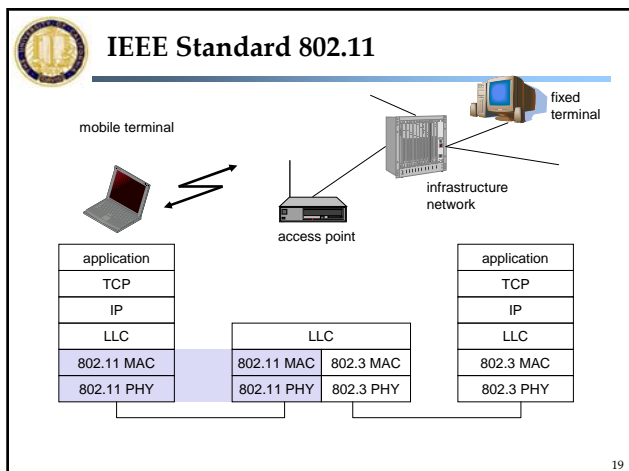 IEEE Standard 802.11
mobile terminal
fixed
terminal
infrastructure
network
access point
application
TCP
IP
LLC
802.11 MAC
802.11 PHY
LLC
802.11 MAC 802.3 MAC
802.11 PHY 802.3 PHY
application
TCP
IP
LLC
802.3 MAC
802.3 PHY
19